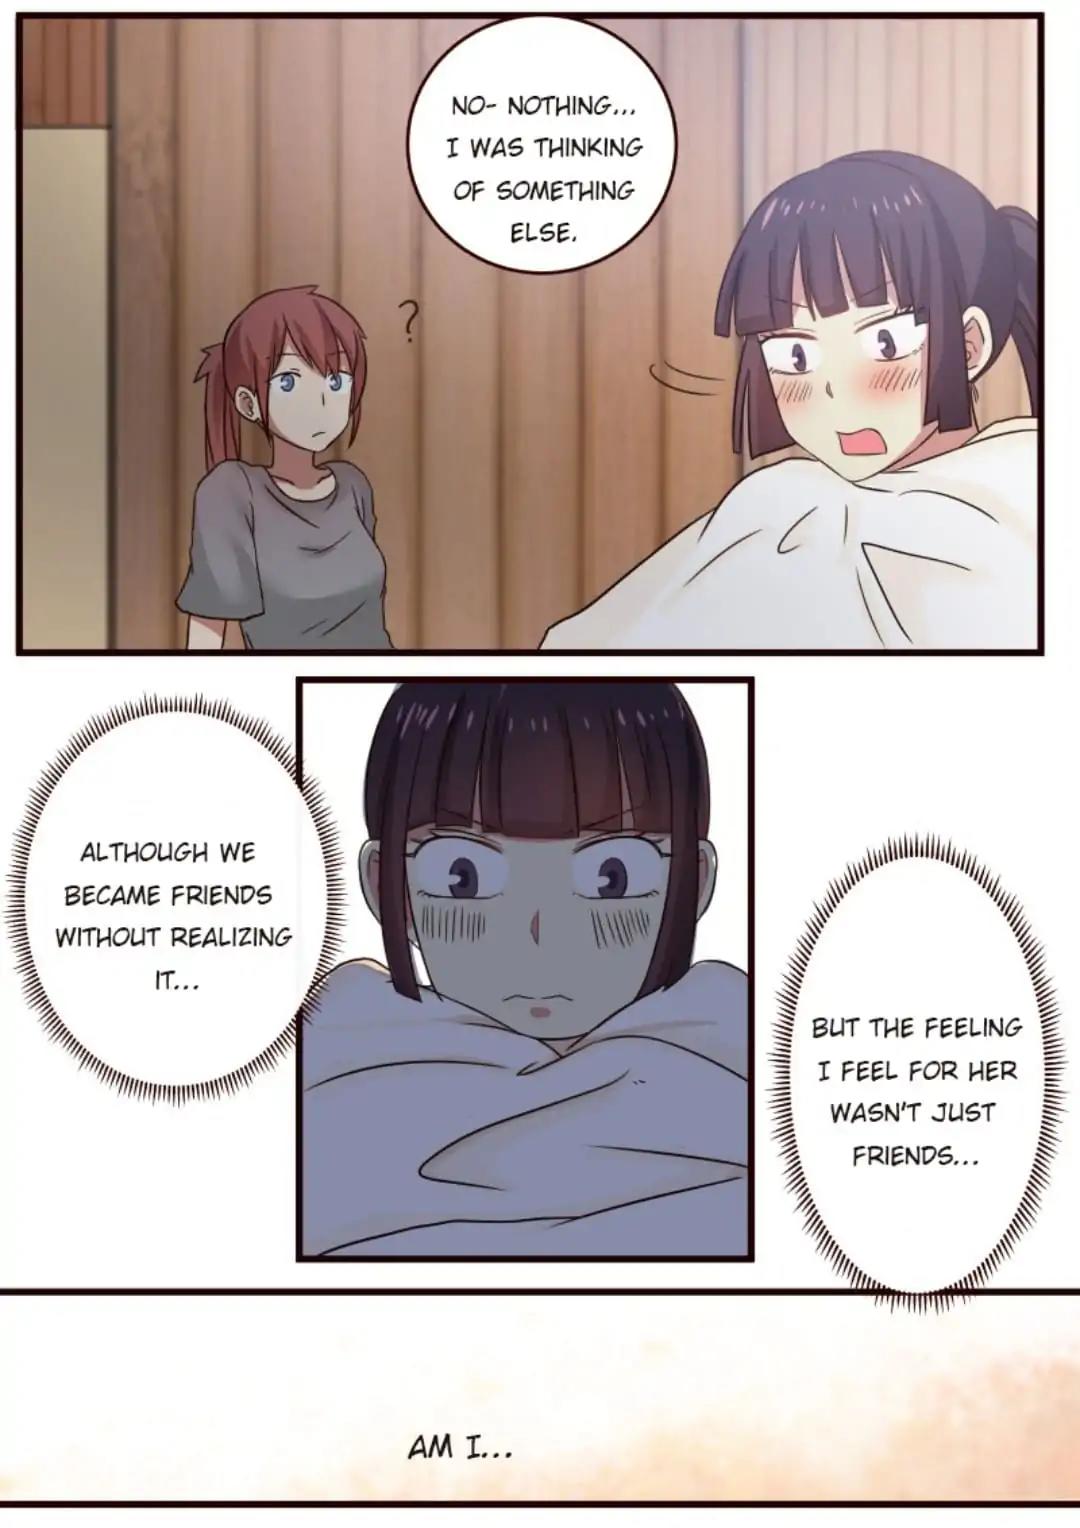 NO- NOTHING...
I WAS THINKING
OF SOMETHING
ELSE.
?
ALTHOUGH WE
BECAME FRIENDS
WITHOUT REALIZING
IT...
BUT THE FEELING
I FEEL FOR HER
WASN'T JUST
FRIENDS...
AM I...